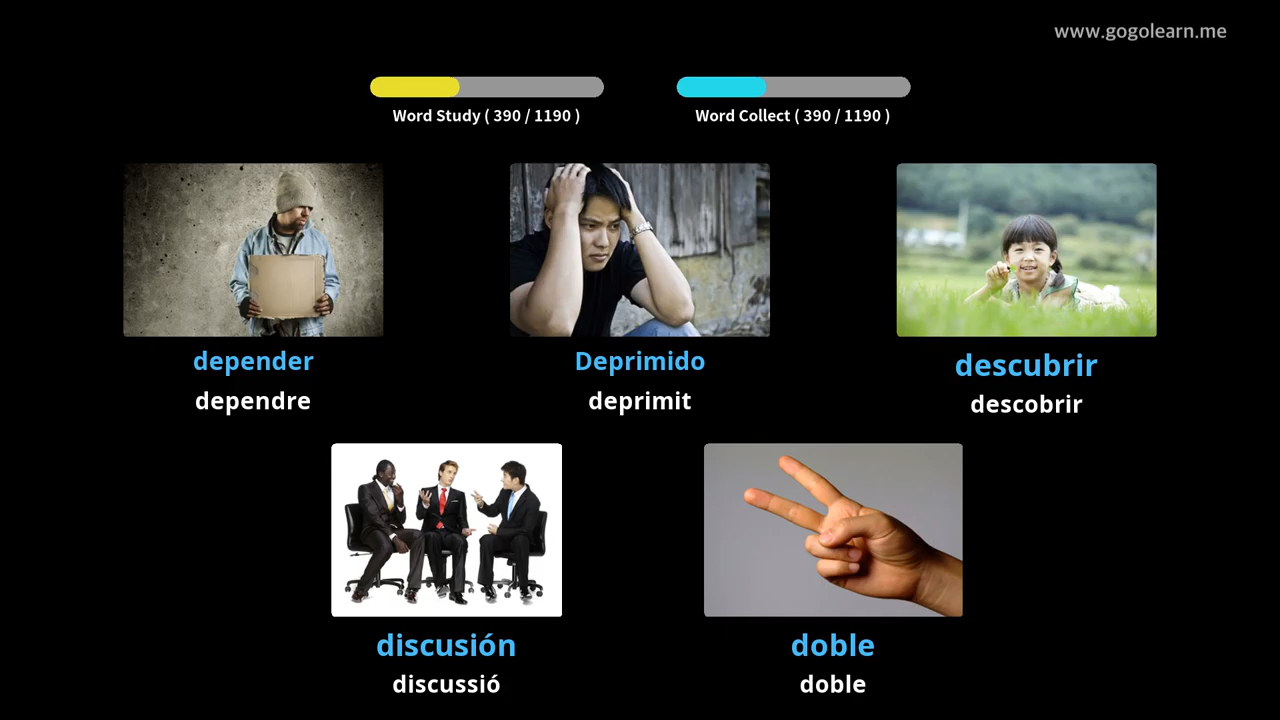 www.gogolearn.me
Word Study ( 390 / 1190 )
Word Collect ( 390 / 1190 )
depender
dependre
Deprimido
deprimit
descubrir
descobrir
discusión
discussió
doble
doble